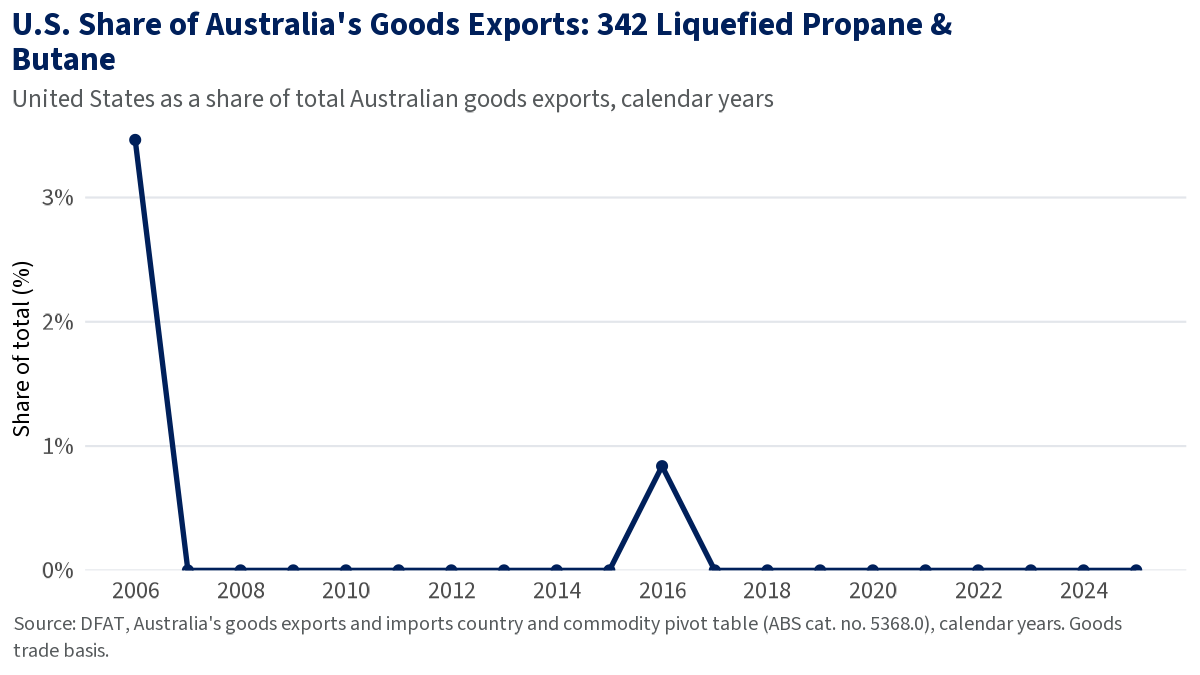 U.S. Share of Australia's Goods Exports: 342 Liquefied Propane &
Butane
United States as a share of total Australian goods exports, calendar years
Share of total (%)
3%
2%
1%
0%
2006 2008 2010 2012 2014 2016 2018 2020 2022 2024
Source: DFAT, Australia's goods exports and imports country and commodity pivot table (ABS cat. no. 5368.0), calendar years. Goods
trade basis.